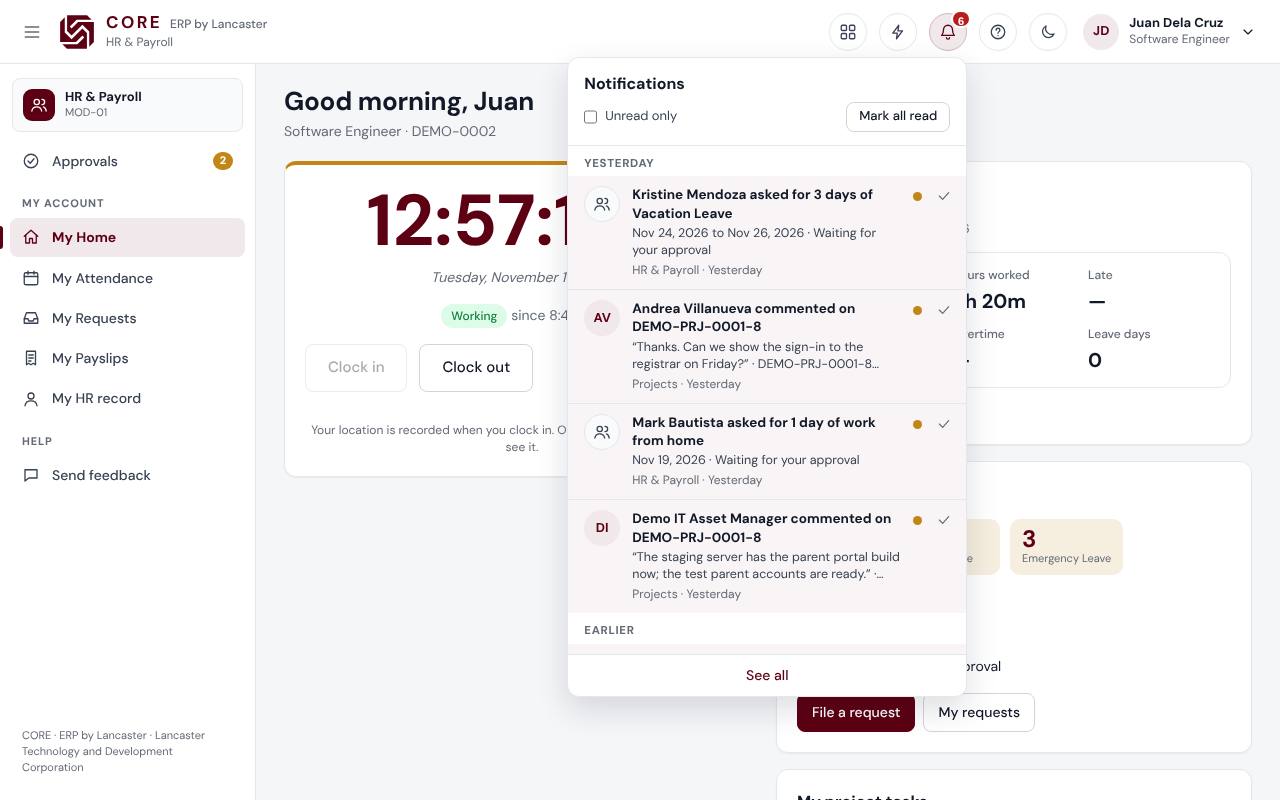 CORE ERP by Lancaster
HR & Payroll
6
JD
Juan Dela Cruz
Software Engineer
HR & Payroll
MOD-01
Approvals 2
MY ACCOUNT
My Home
My Attendance
My Requests
My Payslips
My HR record
HELP
Send feedback
CORE · ERP by Lancaster · Lancaster
Technology and Development
Corporation
Good morning, Juan
Software Engineer · DEMO-0002
12:57:
Tuesday, November
Working since 8:4
Clock in Clock out
Your location is recorded when you clock in.
see it.
Notifications
Unread only Mark all read
YESTERDAY
Kristine Mendoza asked for 3 days of
Vacation Leave
Nov 24, 2026 to Nov 26, 2026 · Waiting for
your approval
HR & Payroll · Yesterday
AV
Andrea Villanueva commented on
DEMO-PRJ-0001-8
“Thanks. Can we show the sign-in to the
registrar on Friday?” · DEMO-PRJ-0001-8…
Projects · Yesterday
Mark Bautista asked for 1 day of work
from home
Nov 19, 2026 · Waiting for your approval
HR & Payroll · Yesterday
DI
Demo IT Asset Manager commented on
DEMO-PRJ-0001-8
“The staging server has the parent portal build
now; the test parent accounts are ready.” ·…
Projects · Yesterday
EARLIER
See all
urs worked Late
h 20m —
ertime Leave days
0
3
Emergency Leave
roval
File a request My requests
My project tasks